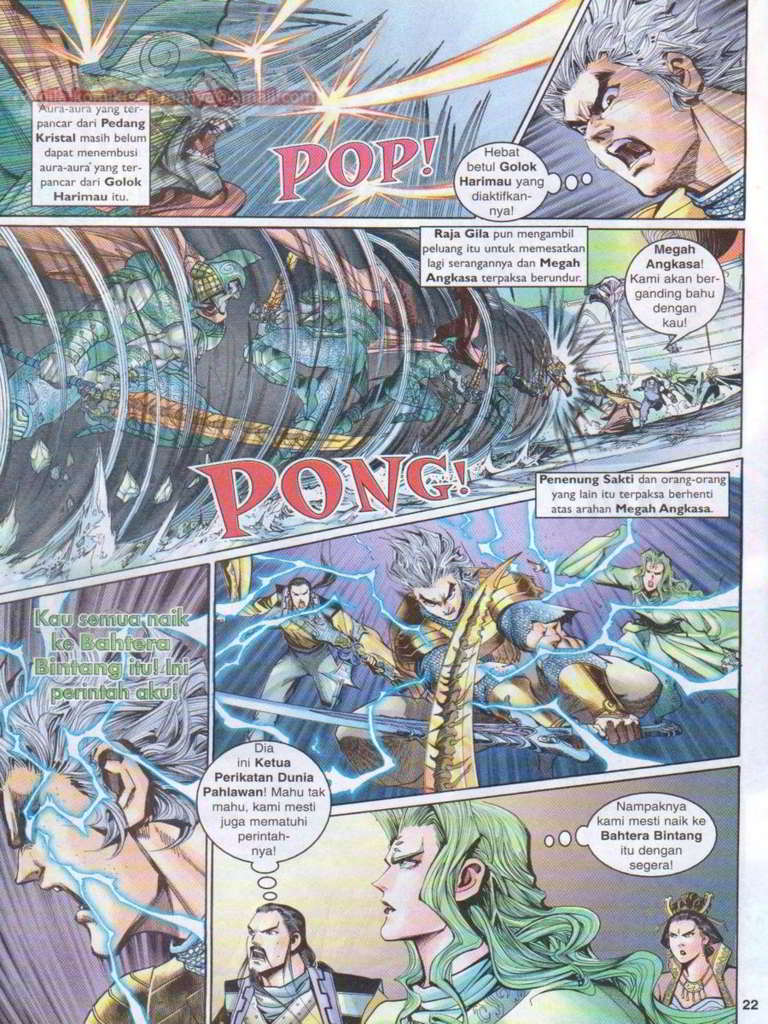 Aura-aura yang ter-
pancar dari Pedang
Kristal masih belum
dapat menembusi
aura-aura yang ter-
pancar dari Golok
Harimau itu.
POP!
Hebat
betul Golok
Harimau yang
diaktifkan-
nya!
Raja Gila pun mengambil
peluang itu untuk memesatkan
lagi serangannya dan Megah
Angkasa terpaksa berundur.
Megah
Angkasa!
Kami akan ber-
ganding bahu
dengan
kau!
PONG!
Penenung Sakti dan orang-orang
yang lain itu terpaksa berhenti
atas arahan Megah Angkasa.
Kau semua naik
ke Bahtera
Bintang itu! Ini
perintah aku!
Dia
ini Ketua
Perikatan Dunia
Pahlawan! Mahu tak
mahu, kami mesti
juga mematuhi
perintah-
nya!
Nampaknya
kami mesti naik ke
Bahtera Bintang
itu dengan
segera!
22